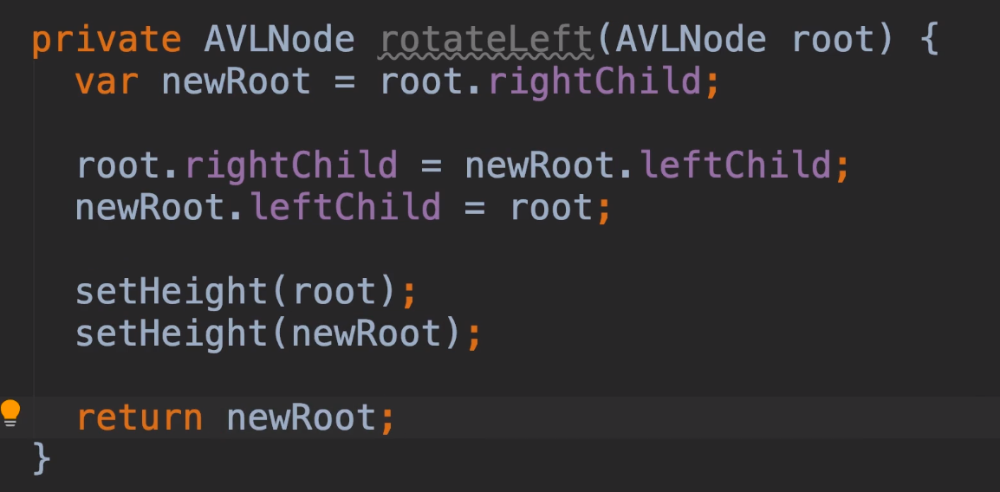 private AVLNode rotateLeft(AVLNode root) {
var newRoot = root.rightChild;
root.rightChild = newRoot.leftChild;
newRoot.leftChild = root;
setHeight(root);
setHeight(newRoot);
return newRoot;
}